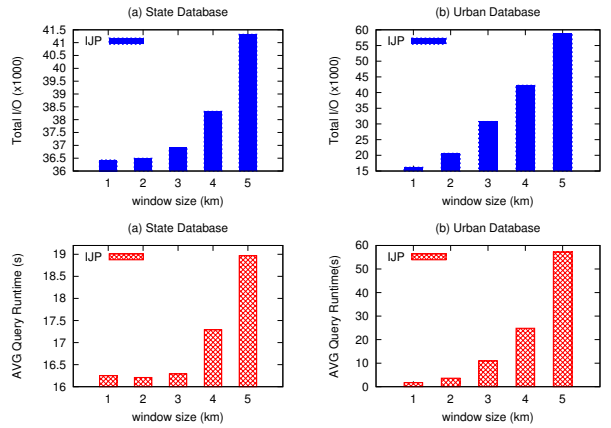 (a) State Database
Total I/O (x1000)
IJP
41.5
41
40.5
40
39.5
39
38.5
38
37.5
37
36.5
36
1 2 3 4 5
window size (km)
(b) Urban Database
Total I/O (x1000)
IJP
60
55
50
45
40
35
30
25
20
15
1 2 3 4 5
window size (km)
(a) State Database
AVG Query Runtime (s)
IJP
19
18.5
18
17.5
17
16.5
16
1 2 3 4 5
window size (km)
(b) Urban Database
AVG Query Runtime(s)
IJP
60
50
40
30
20
10
0
1 2 3 4 5
window size (km)